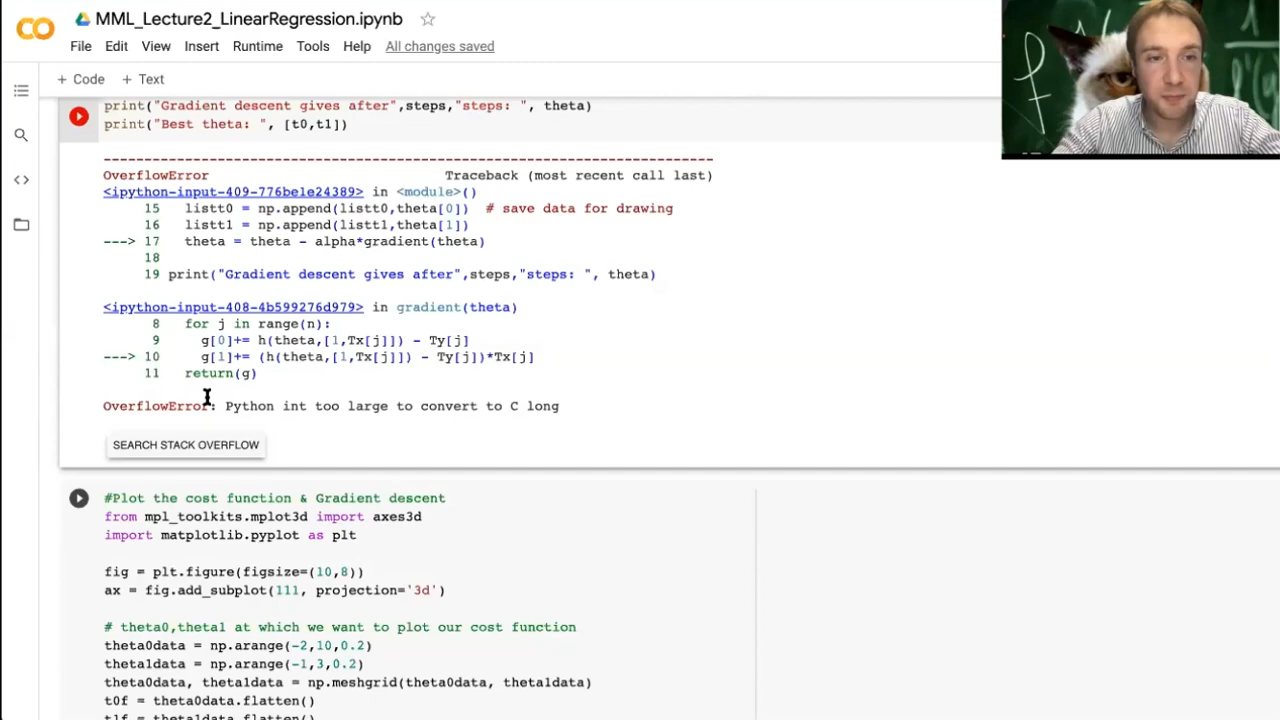 MML_Lecture2_LinearRegression.ipynb
File Edit View Insert Runtime Tools Help All changes saved
+ Code + Text
print("Gradient descent gives after",steps,"steps: ", theta)
print("Best theta: ", [t0,t1])
---------------------------------------------------------------------------
OverflowError Traceback (most recent call last)
<ipython-input-409-776be1e24389> in <module>()
15 listt0 = np.append(listt0,theta[0]) # save data for drawing
16 listt1 = np.append(listt1,theta[1])
---> 17 theta = theta - alpha*gradient(theta)
18
19 print("Gradient descent gives after",steps,"steps: ", theta)
<ipython-input-408-4b599276d979> in gradient(theta)
8 for j in range(n):
9 g[0]+= h(theta,[1,Tx[j]]) - Ty[j]
---> 10 g[1]+= (h(theta,[1,Tx[j]]) - Ty[j])*Tx[j]
11 return(g)
OverflowError: Python int too large to convert to C long
SEARCH STACK OVERFLOW
#Plot the cost function & Gradient descent
from mpl_toolkits.mplot3d import axes3d
import matplotlib.pyplot as plt
fig = plt.figure(figsize=(10,8))
ax = fig.add_subplot(111, projection='3d')
# theta0,theta1 at which we want to plot our cost function
theta0data = np.arange(-2,10,0.2)
theta1data = np.arange(-1,3,0.2)
theta0data, theta1data = np.meshgrid(theta0data, theta1data)
t0f = theta0data.flatten()
t1f = theta1data.flatten()